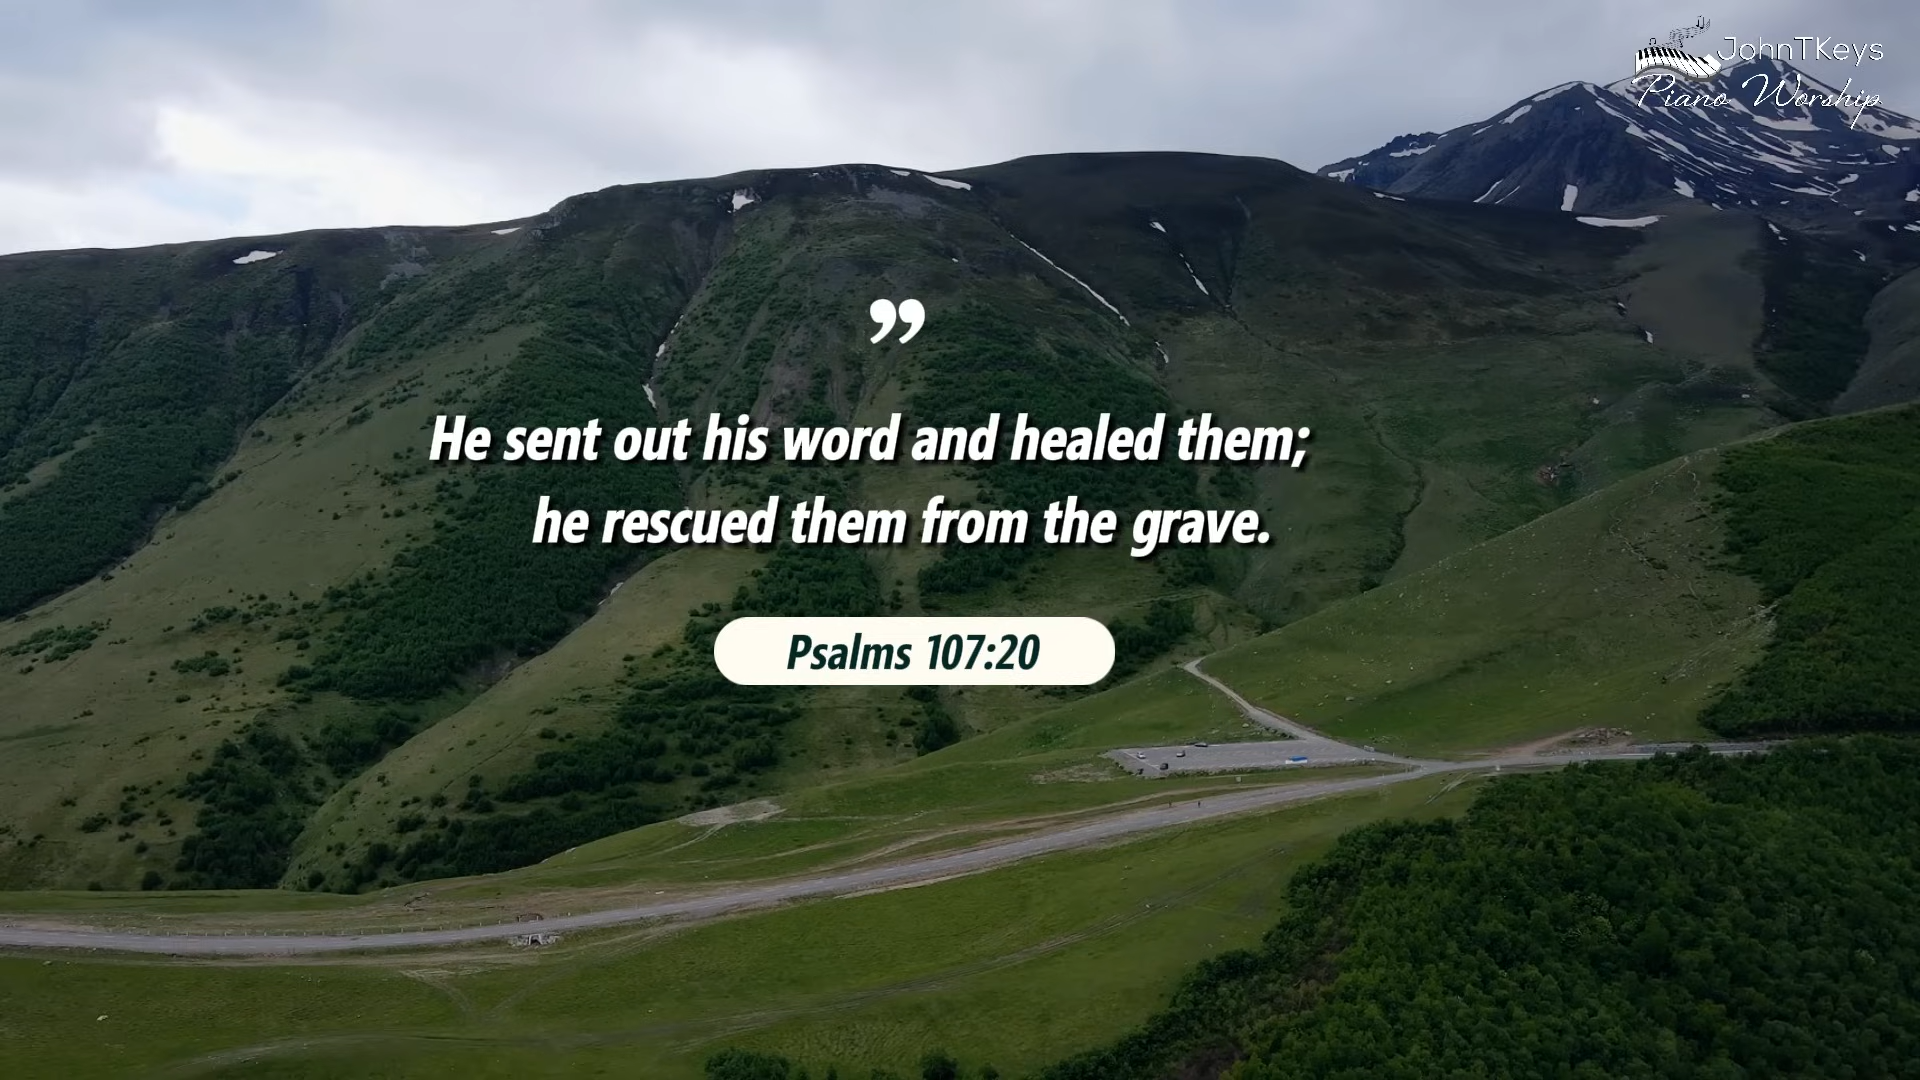 JohnTKeys
Piano Worship
”
He sent out his word and healed them;
he rescued them from the grave.
Psalms 107:20